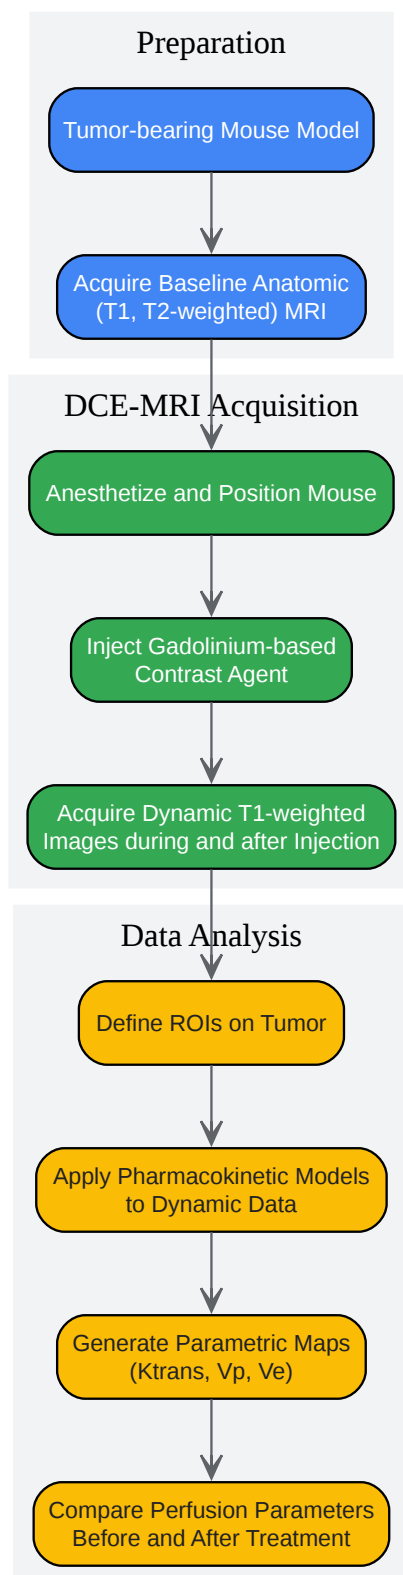 Preparation
Tumor-bearing Mouse Model
Acquire Baseline Anatomic
(T1, T2-weighted) MRI
DCE-MRI Acquisition
Anesthetize and Position Mouse
Inject Gadolinium-based
Contrast Agent
Acquire Dynamic T1-weighted
Images during and after Injection
Data Analysis
Define ROIs on Tumor
Apply Pharmacokinetic Models
to Dynamic Data
Generate Parametric Maps
(Ktrans, Vp, Ve)
Compare Perfusion Parameters
Before and After Treatment